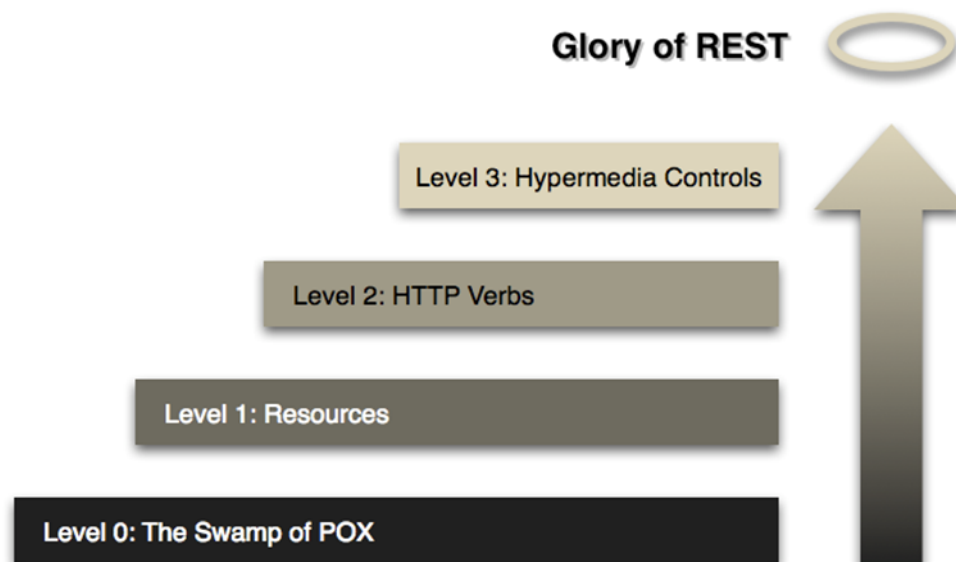 Glory of REST
Level 3: Hypermedia Controls
Level 2: HTTP Verbs
Level 1: Resources
Level 0: The Swamp of POX